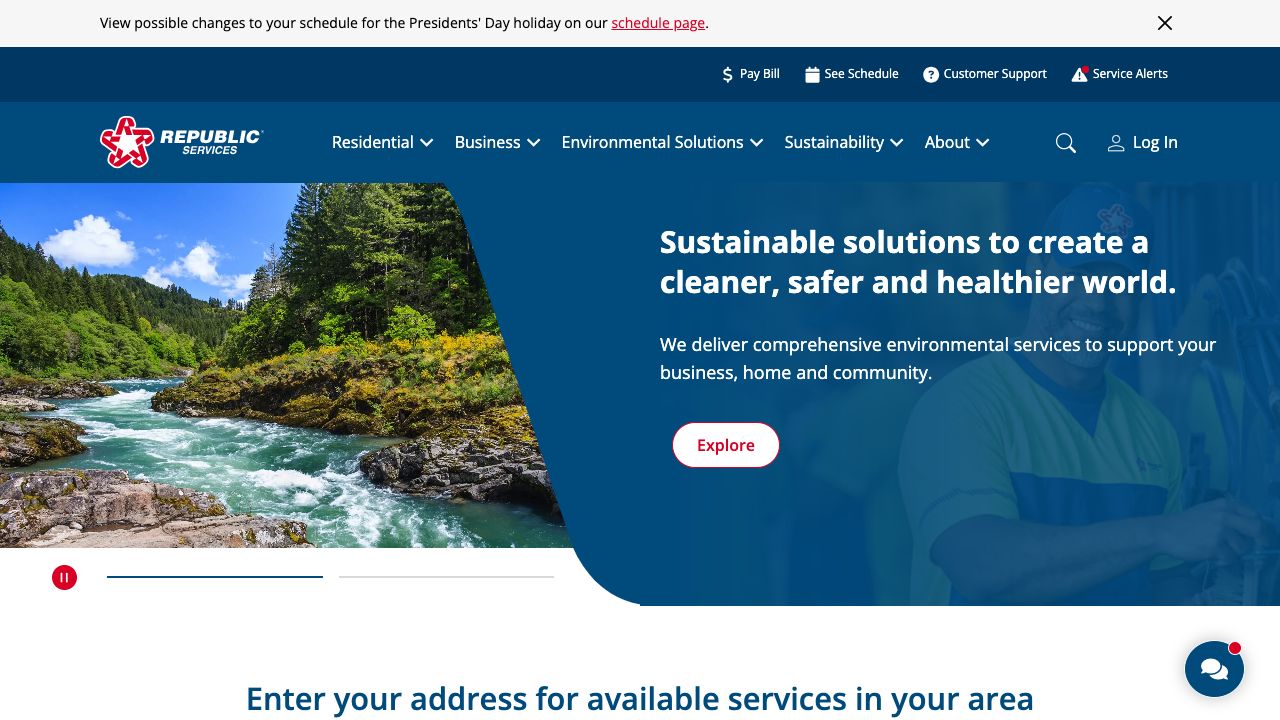 View possible changes to your schedule for the Presidents' Day holiday on our schedule page.
Pay Bill
See Schedule
Customer Support
Service Alerts
REPUBLIC
SERVICES
Residential
Business
Environmental Solutions
Sustainability
About
Log In
Sustainable solutions to create a
cleaner, safer and healthier world.
We deliver comprehensive environmental services to support your
business, home and community.
Explore
Enter your address for available services in your area